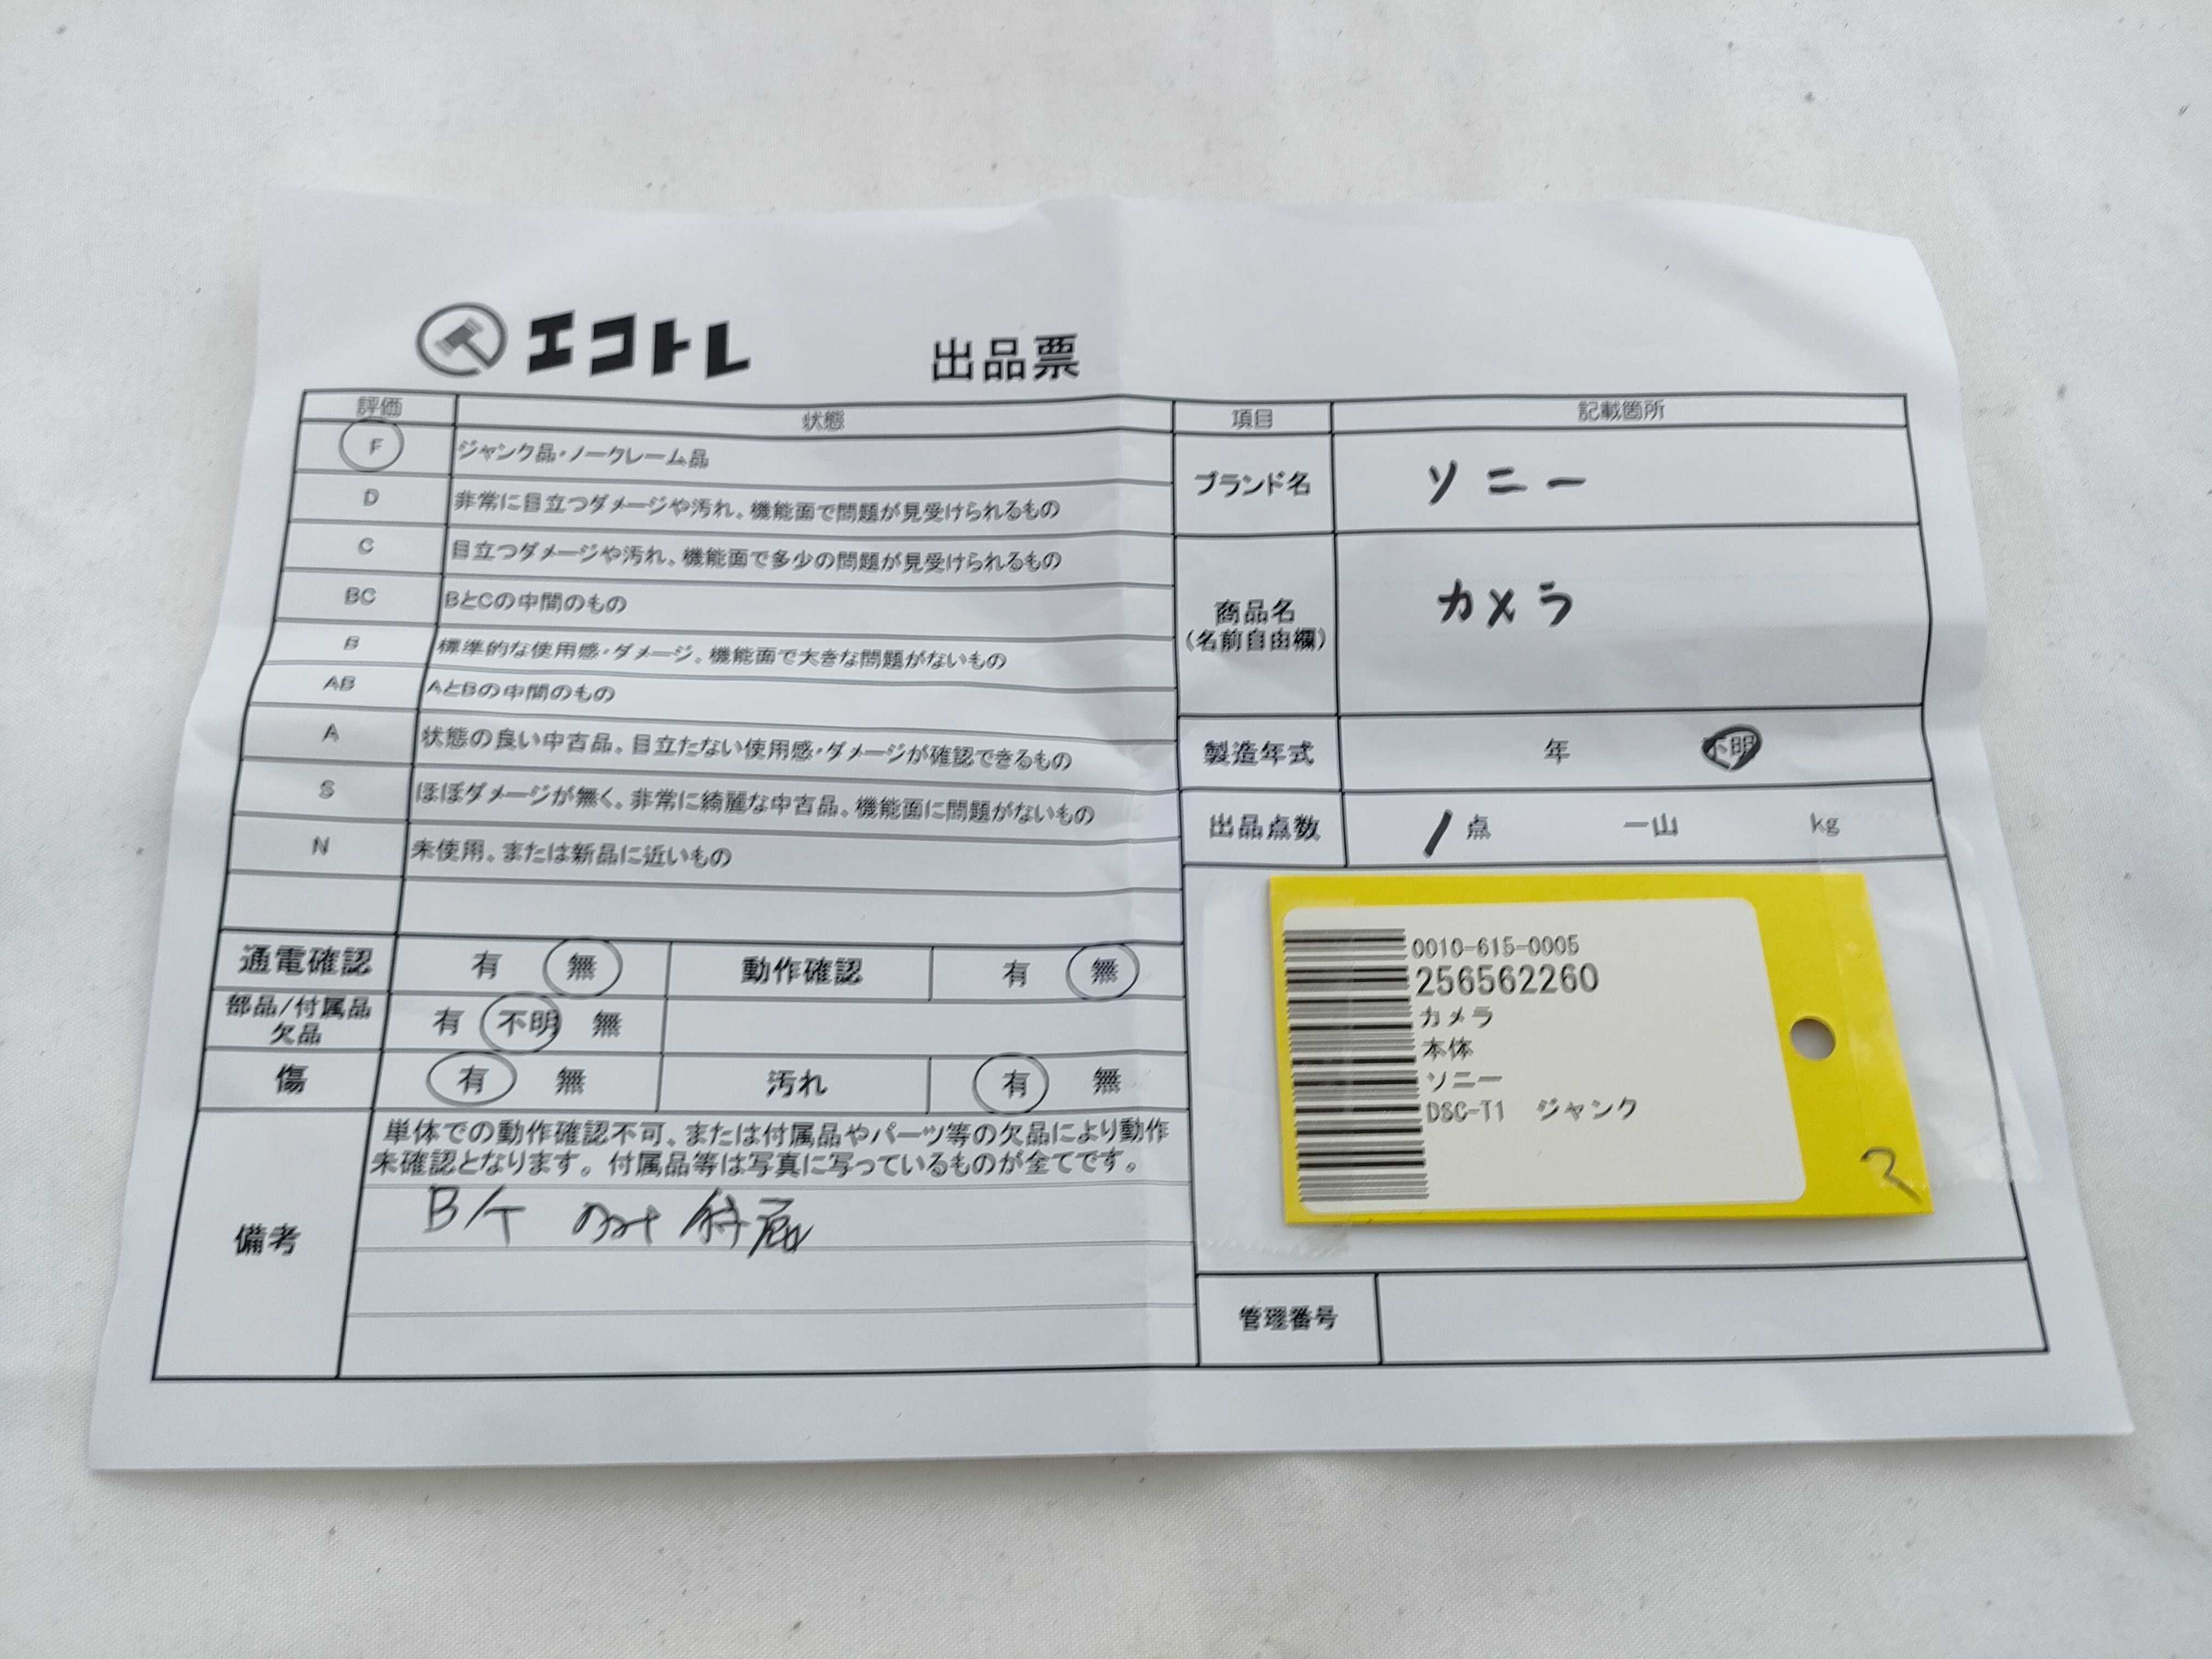 エコトレ 出品票
評価 状態
F ジャンク品・ノークレーム品
D 非常に目立つダメージや汚れ、機能面で問題が見受けられるもの
C 目立つダメージや汚れ、機能面で多少の問題が見受けられるもの
BC BとCの中間のもの
B 標準的な使用感・ダメージ、機能面で大きな問題がないもの
AB AとBの中間のもの
A 状態の良い中古品。目立たない使用感・ダメージが確認できるもの
S ほぼダメージが無く、非常に綺麗な中古品。機能面に問題がないもの
N 未使用、または新品に近いもの
通電確認 有 無 動作確認 有 無
部品/付属品
欠品 有 不明 無
傷 有 無 汚れ 有 無
備考
単体での動作確認不可、または付属品やパーツ等の欠品により動作
未確認となります。付属品等は写真に写っているものが全てです。
B/T のみ付属
項目 記載箇所
ブランド名 ソニー
商品名
(名前自由欄) カメラ
製造年式 年 不明
出品点数 1点 一山 kg
0010-615-0005
256562260
カメラ
本体
ソニー
DSC-T1 ジャンク
管理番号